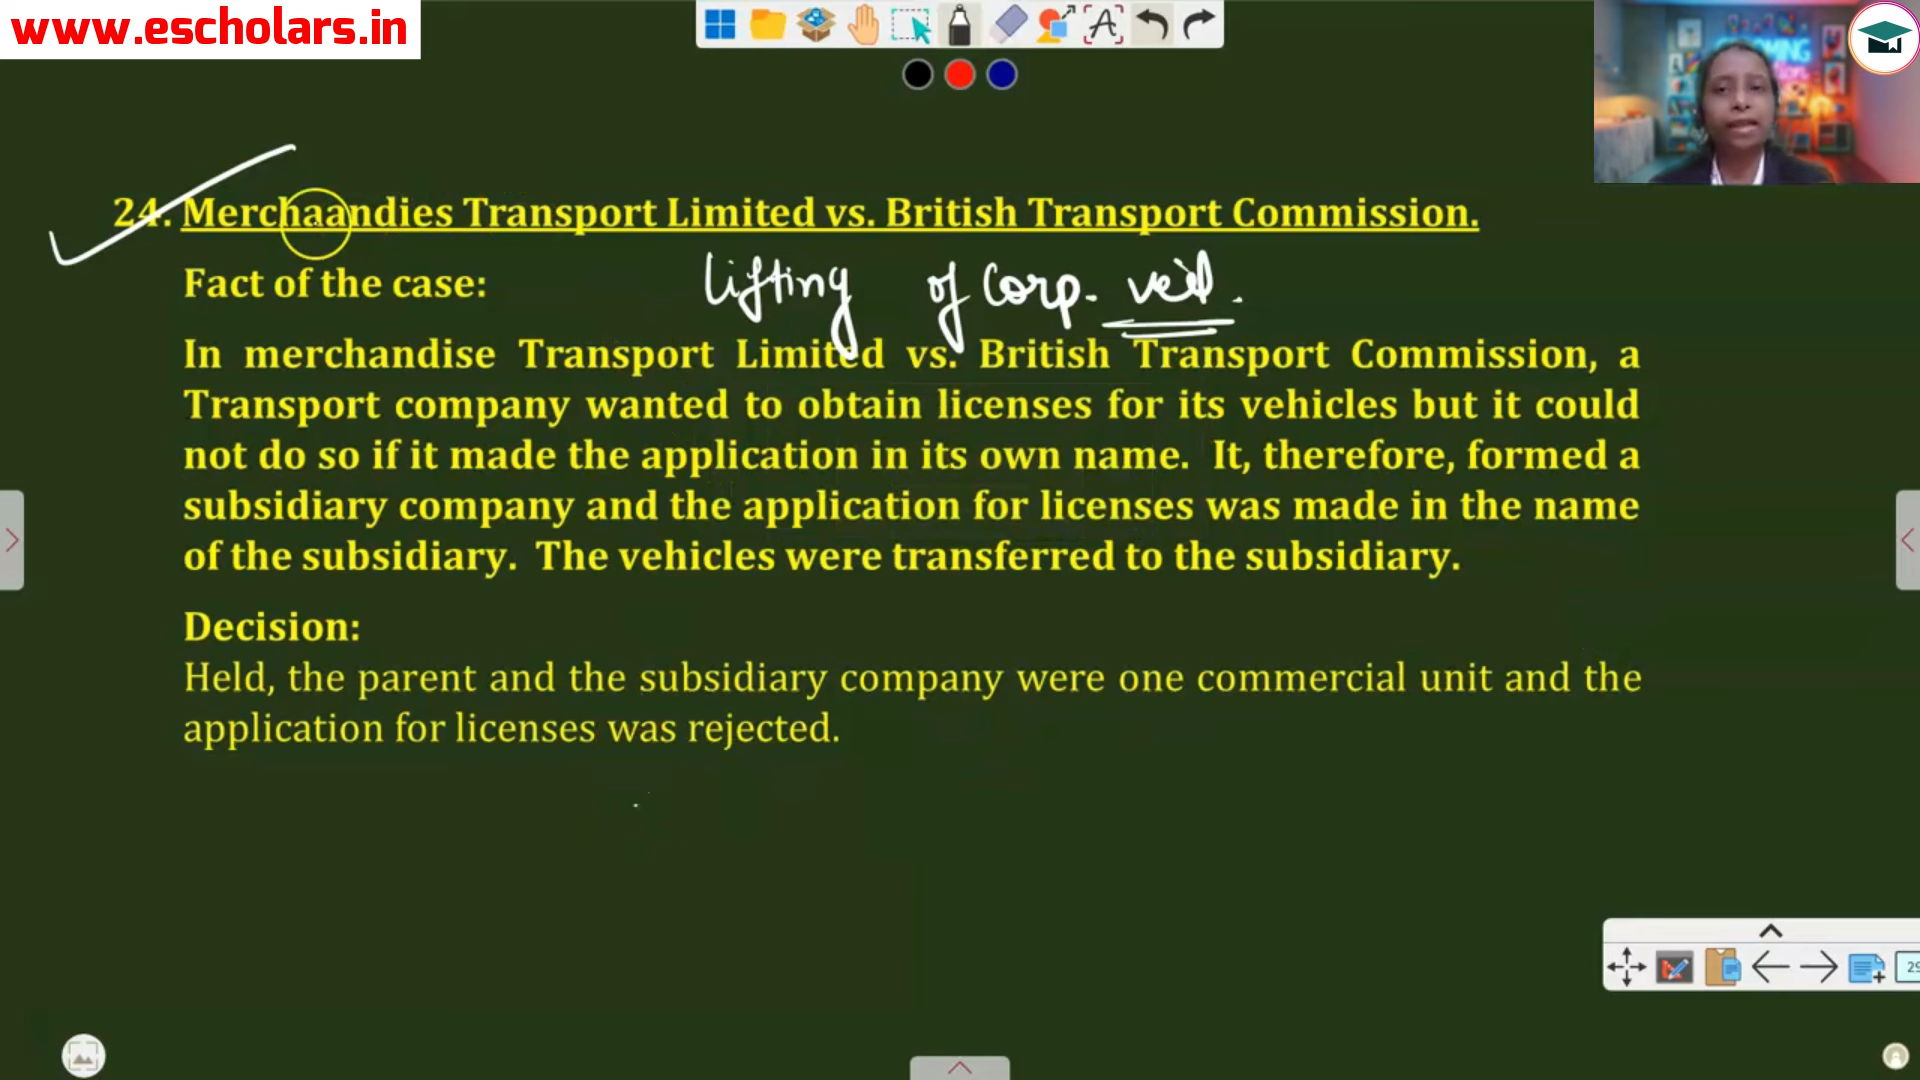 www.escholars.in
24. Merchaandies Transport Limited vs. British Transport Commission.
Fact of the case:
Lifting of Corp. veil.
In merchandise Transport Limited vs. British Transport Commission, a
Transport company wanted to obtain licenses for its vehicles but it could
not do so if it made the application in its own name. It, therefore, formed a
subsidiary company and the application for licenses was made in the name
of the subsidiary. The vehicles were transferred to the subsidiary.
Decision:
Held, the parent and the subsidiary company were one commercial unit and the
application for licenses was rejected.